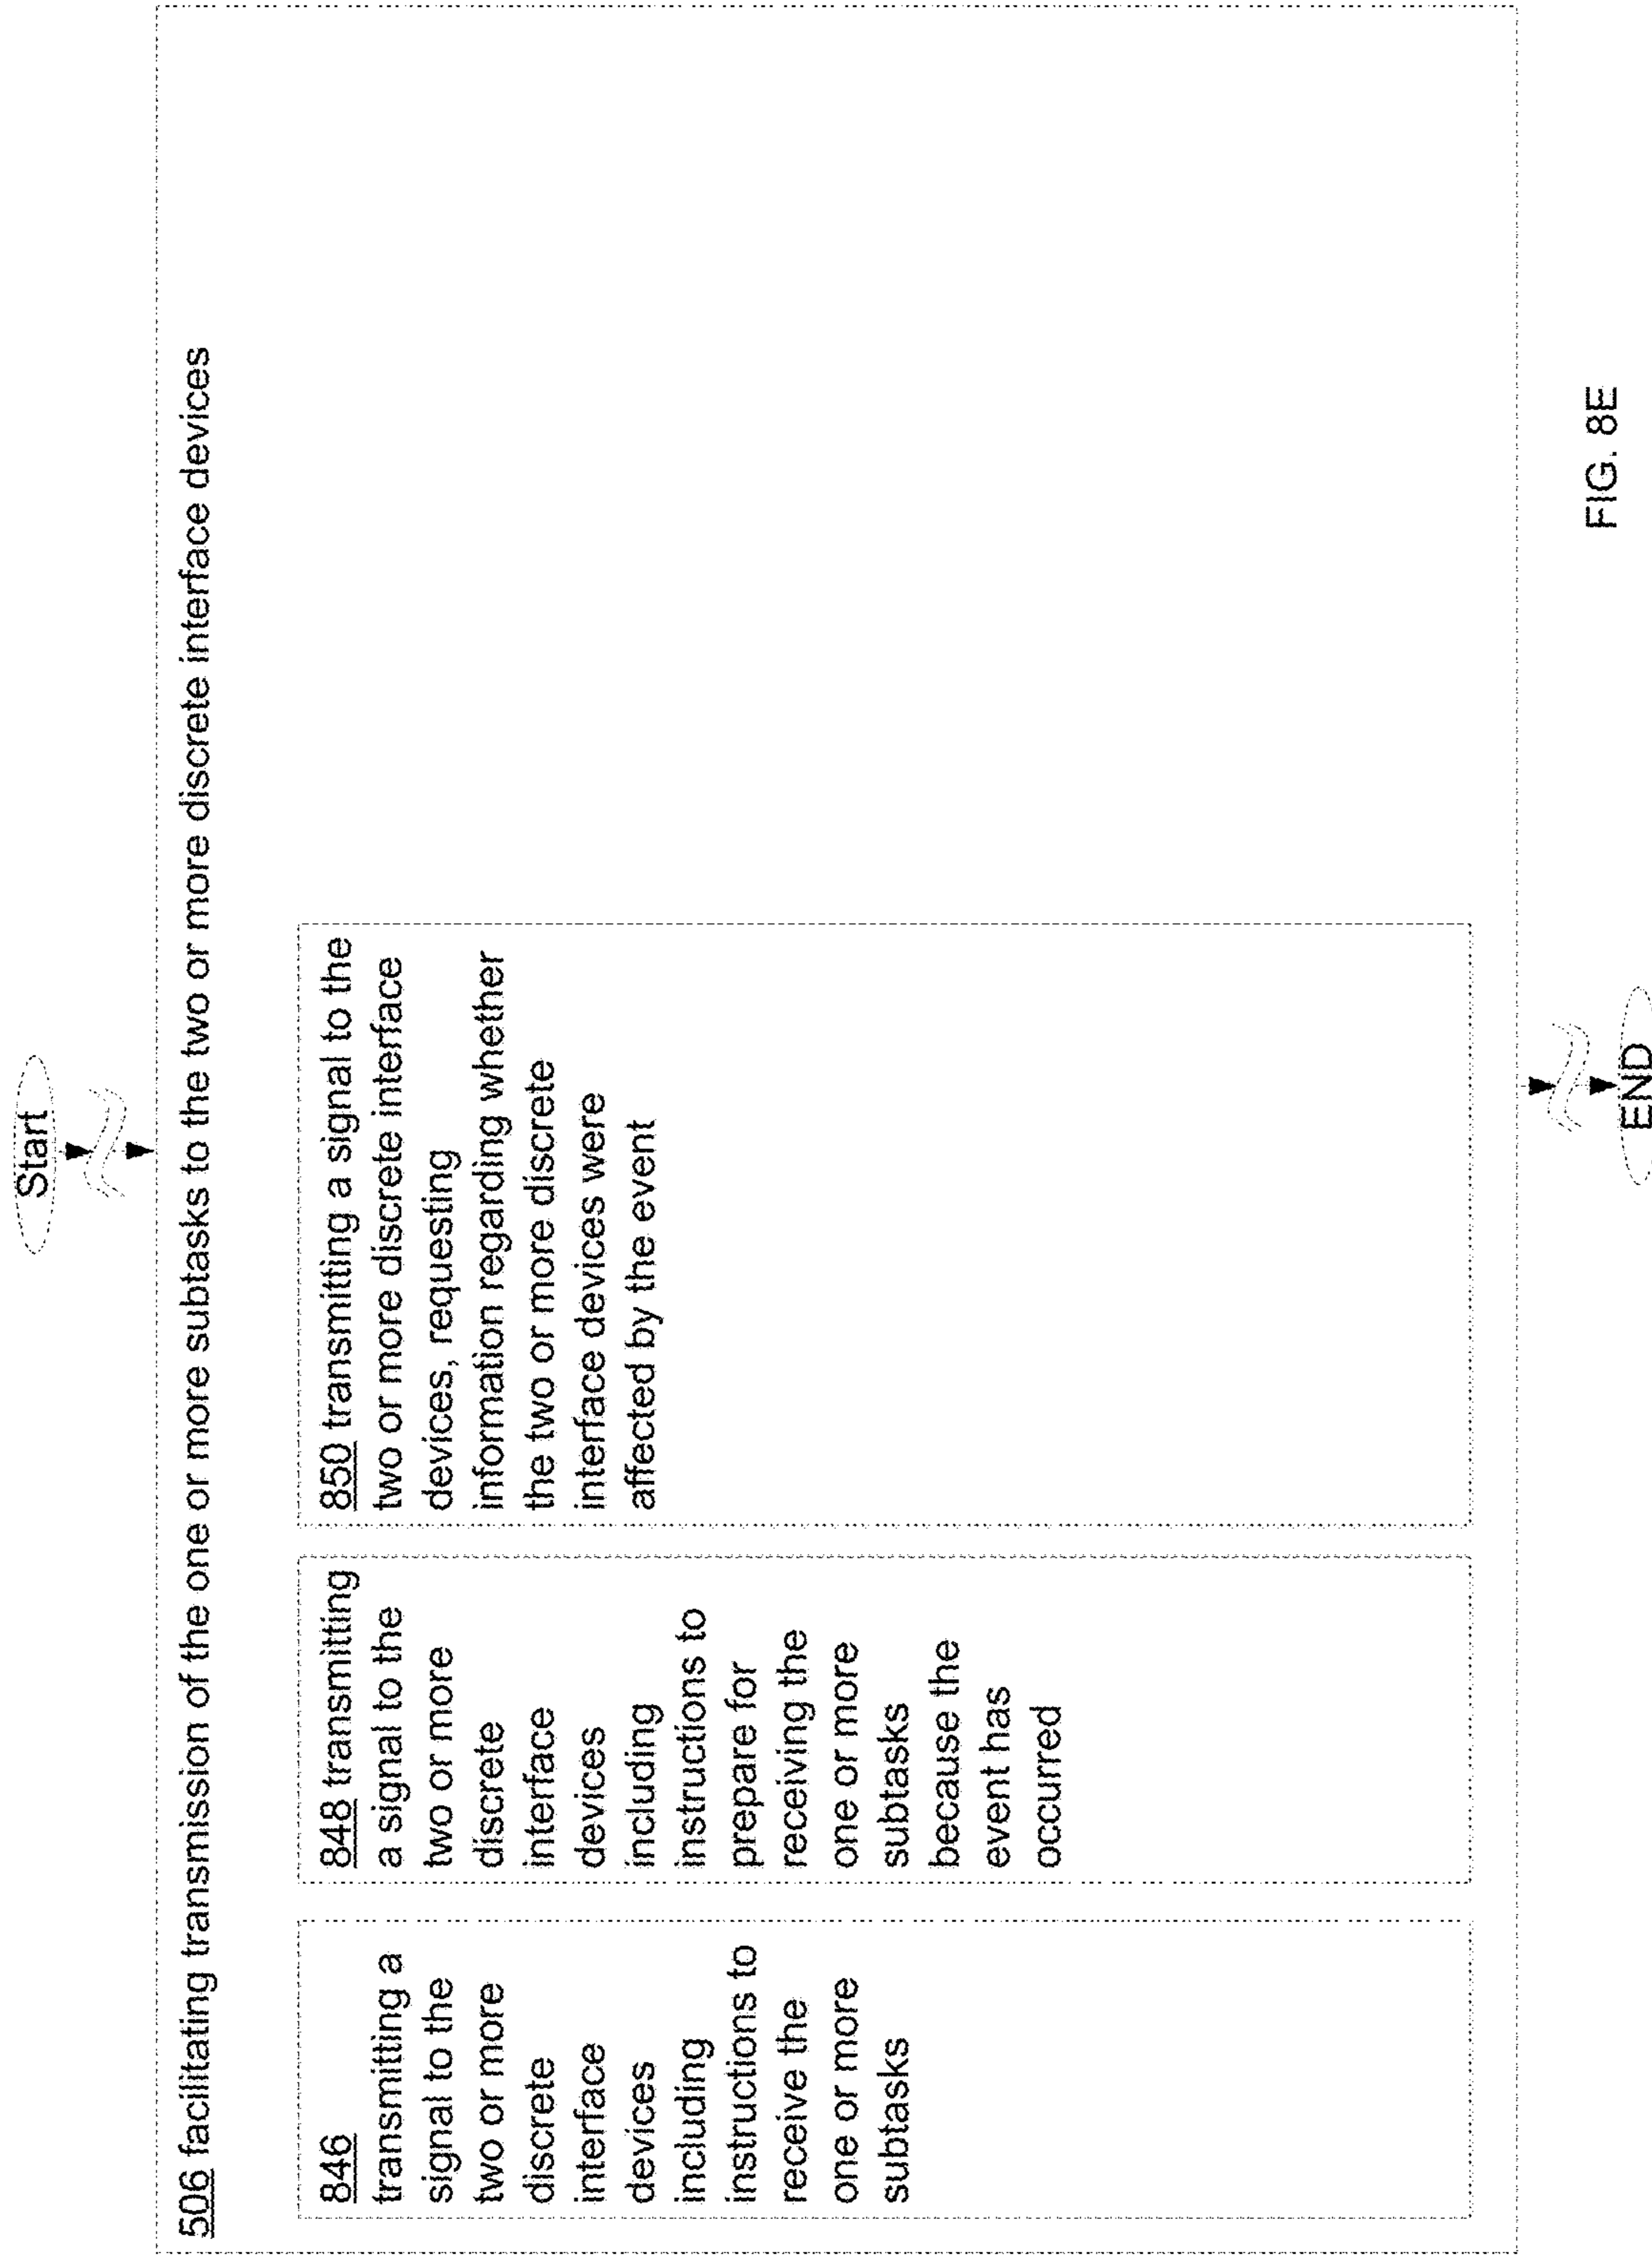 Start
506 facilitating transmission of the one or more subtasks to the two or more discrete interface devices
846
transmitting a
signal to the
two or more
discrete
interface
devices
including
instructions to
receive the
one or more
subtasks
848 transmitting
a signal to the
two or more
discrete
interface
devices
including
instructions to
prepare for
receiving the
one or more
subtasks
because the
event has
occurred
850 transmitting a signal to the
two or more discrete interface
devices, requesting
information regarding whether
the two or more discrete
interface devices were
affected by the event
END
FIG. 8E